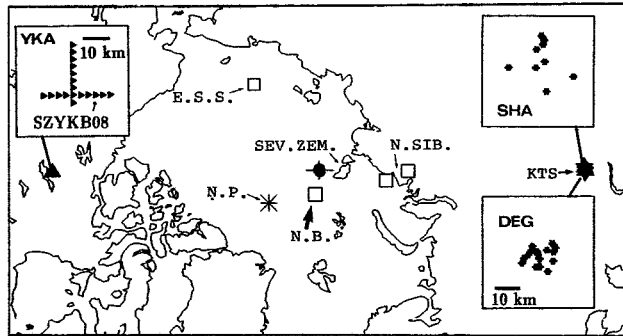 YKA
10 km
SZYKB08
E.S.S.
SEV.ZEM.
N.SIB.
N.P.
N.B.
SHA
KTS
DEG
10 km